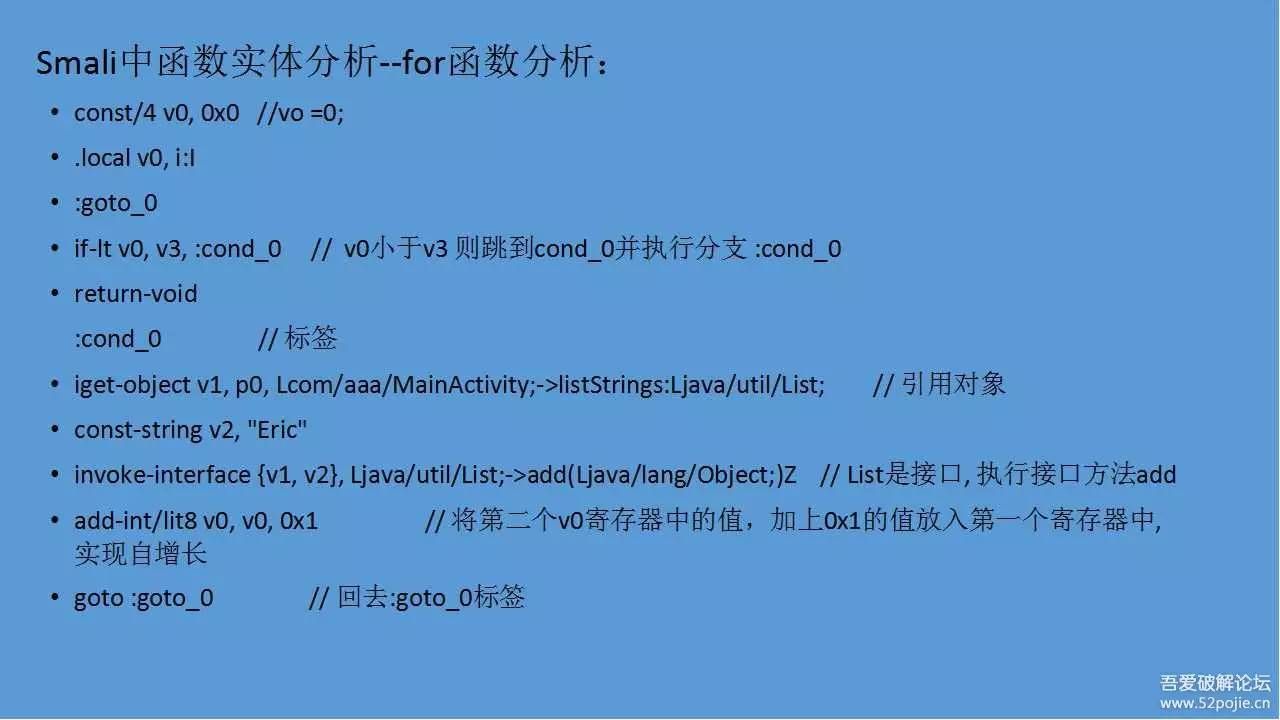 Smali中函数实体分析--for函数分析：
• const/4 v0, 0x0 //vo =0;
• .local v0, i:I
• :goto_0
• if-lt v0, v3, :cond_0 // v0小于v3 则跳到cond_0并执行分支 :cond_0
• return-void
:cond_0 // 标签
• iget-object v1, p0, Lcom/aaa/MainActivity;->listStrings:Ljava/util/List; // 引用对象
• const-string v2, "Eric"
• invoke-interface {v1, v2}, Ljava/util/List;->add(Ljava/lang/Object;)Z // List是接口, 执行接口方法add
• add-int/lit8 v0, v0, 0x1 // 将第二个v0寄存器中的值，加上0x1的值放入第一个寄存器中,
实现自增长
• goto :goto_0 // 回去:goto_0标签
吾爱破解论坛
www.52pojie.cn